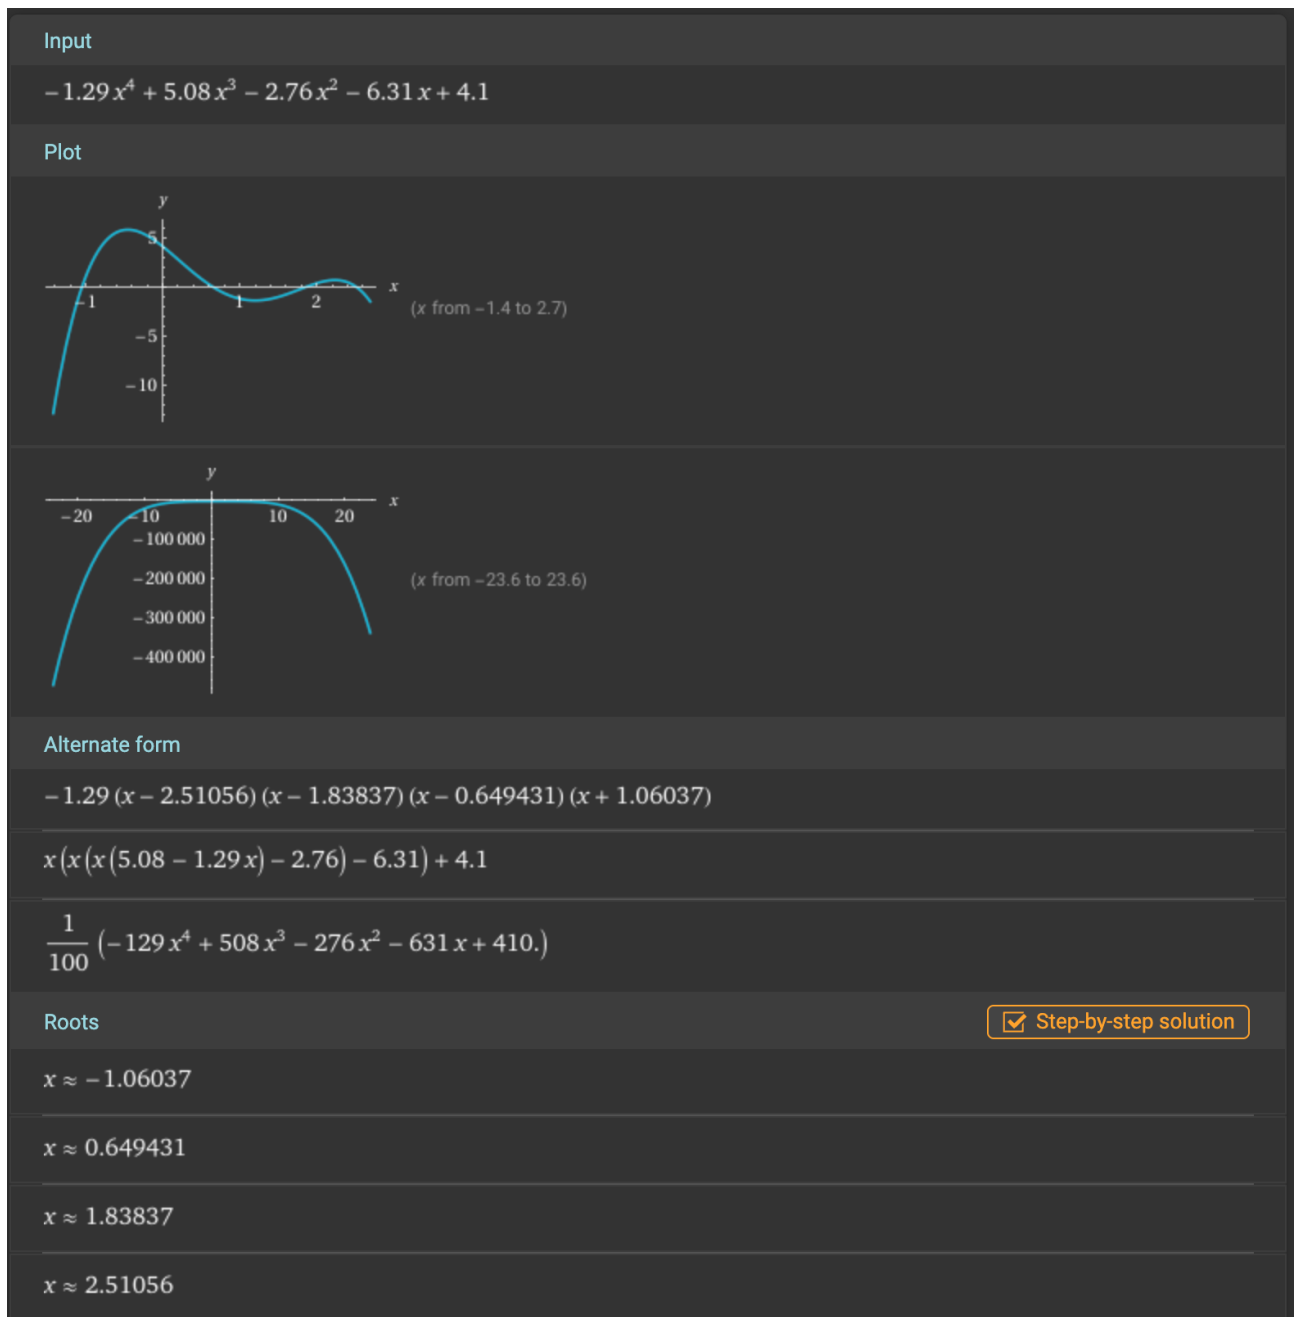 Input
−1.29 x⁴ + 5.08 x³ − 2.76 x² − 6.31 x + 4.1
Plot
y
5
x
−1
1
2
(x from −1.4 to 2.7)
−5
−10
y
x
−20
−10
10
20
−100 000
−200 000
(x from −23.6 to 23.6)
−300 000
−400 000
Alternate form
−1.29 (x − 2.51056) (x − 1.83837) (x − 0.649431) (x + 1.06037)
x (x (x (5.08 − 1.29 x) − 2.76) − 6.31) + 4.1
1/100 (−129 x⁴ + 508 x³ − 276 x² − 631 x + 410.)
Roots
Step-by-step solution
x ≈ −1.06037
x ≈ 0.649431
x ≈ 1.83837
x ≈ 2.51056